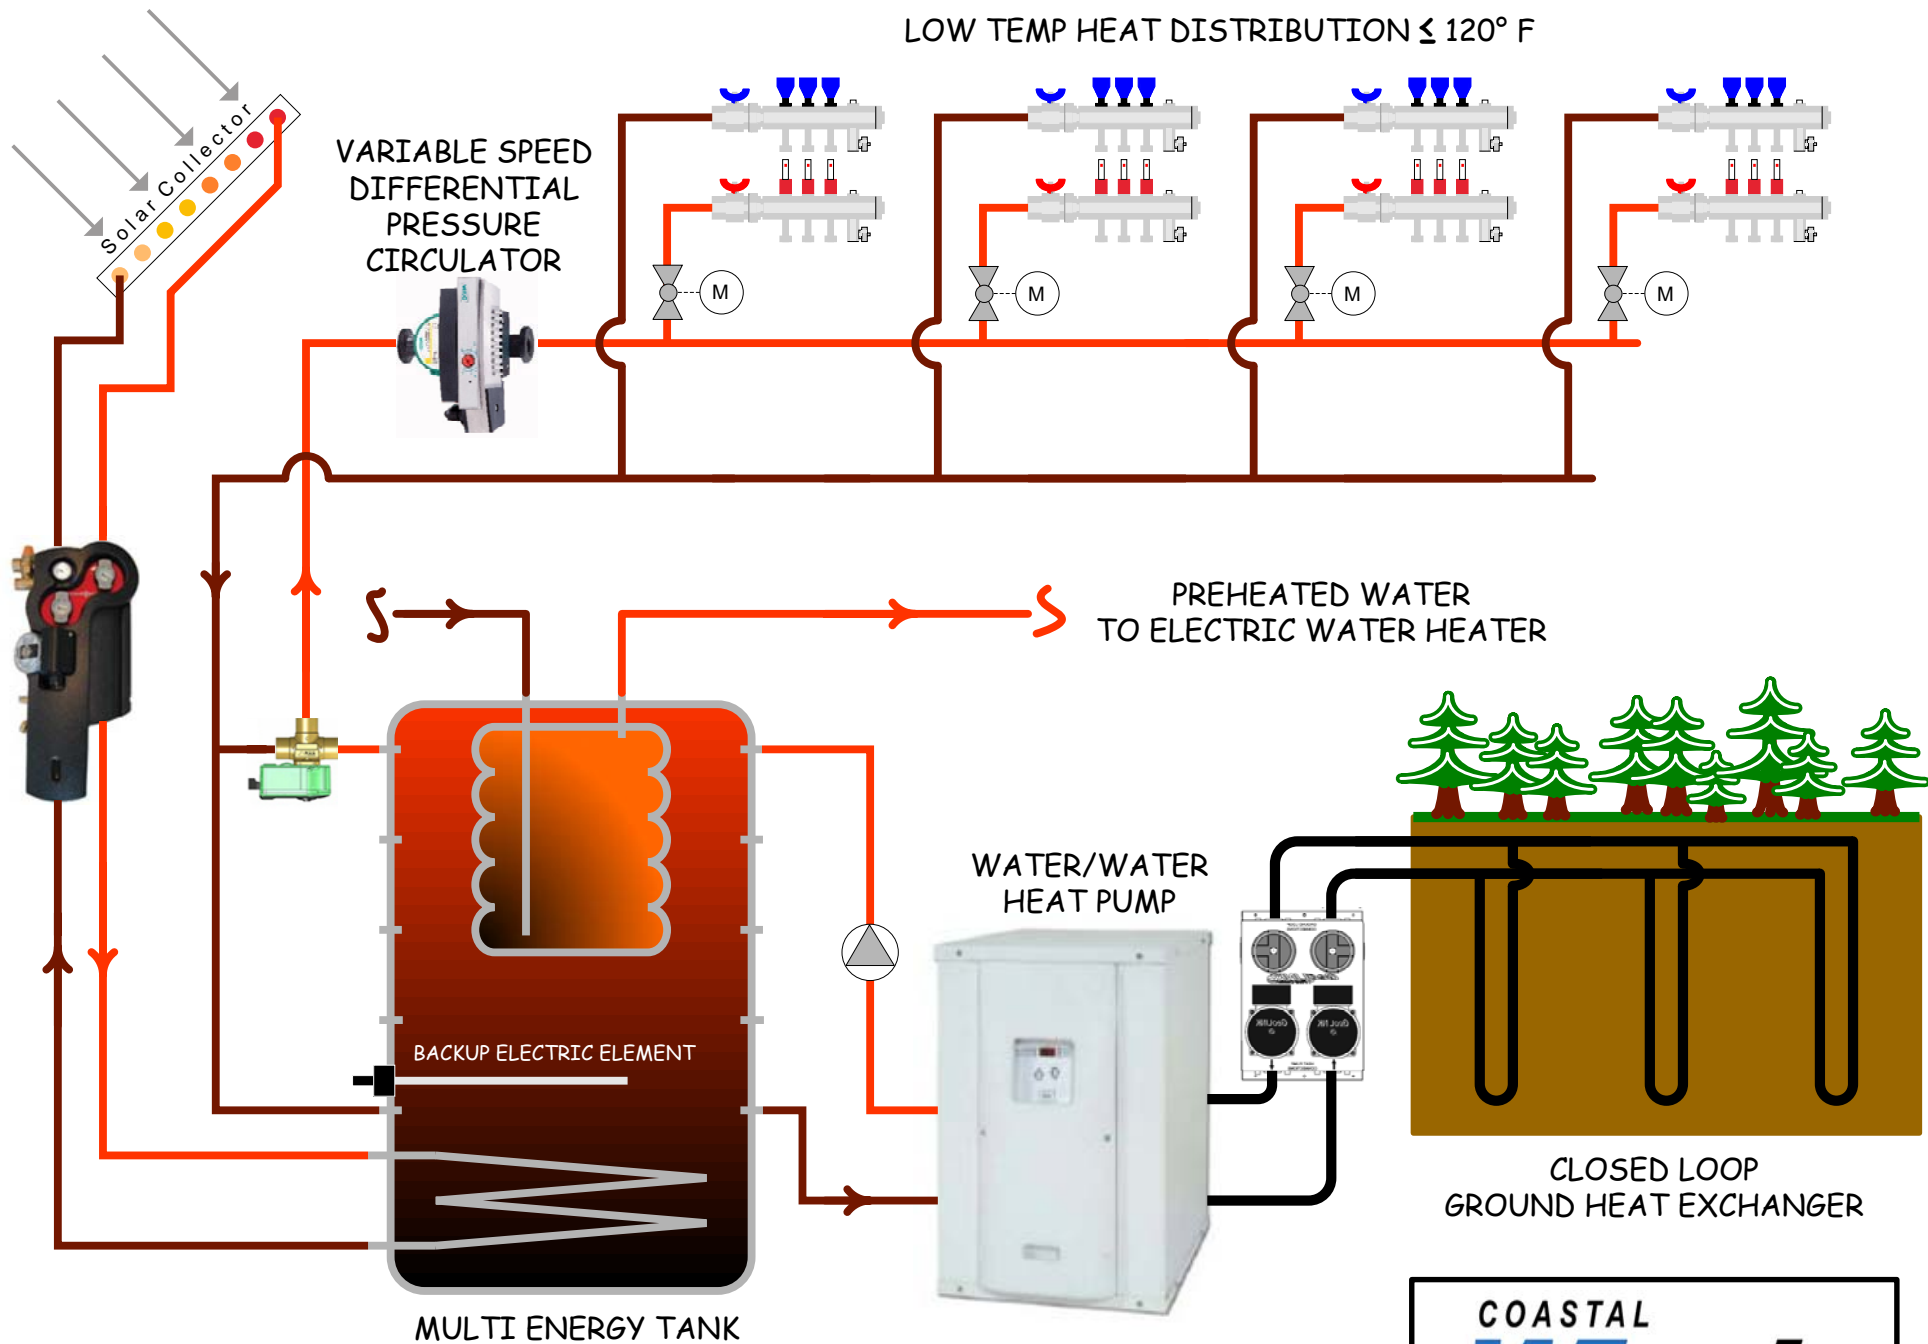 LOW TEMP HEAT DISTRIBUTION ≤ 120° F
Solar Collector
VARIABLE SPEED
DIFFERENTIAL
PRESSURE
CIRCULATOR
M
M
M
M
PREHEATED WATER
TO ELECTRIC WATER HEATER
WATER/WATER
HEAT PUMP
BACKUP ELECTRIC ELEMENT
CLOSED LOOP
GROUND HEAT EXCHANGER
MULTI ENERGY TANK
COASTAL